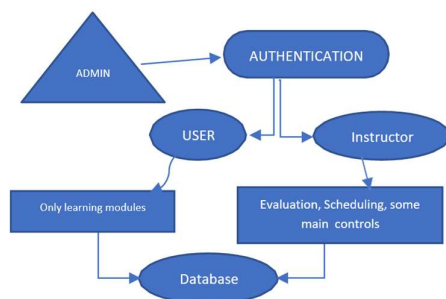 AUTHENTICATION
ADMIN
USER
Instructor
Only learning modules
Evaluation, Scheduling, some
main controls
Database